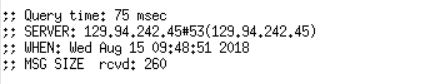 ;; Query time: 75 msec
;; SERVER: 129.94.242.45#53(129.94.242.45)
;; WHEN: Wed Aug 15 09:48:51 2018
;; MSG SIZE  rcvd: 260